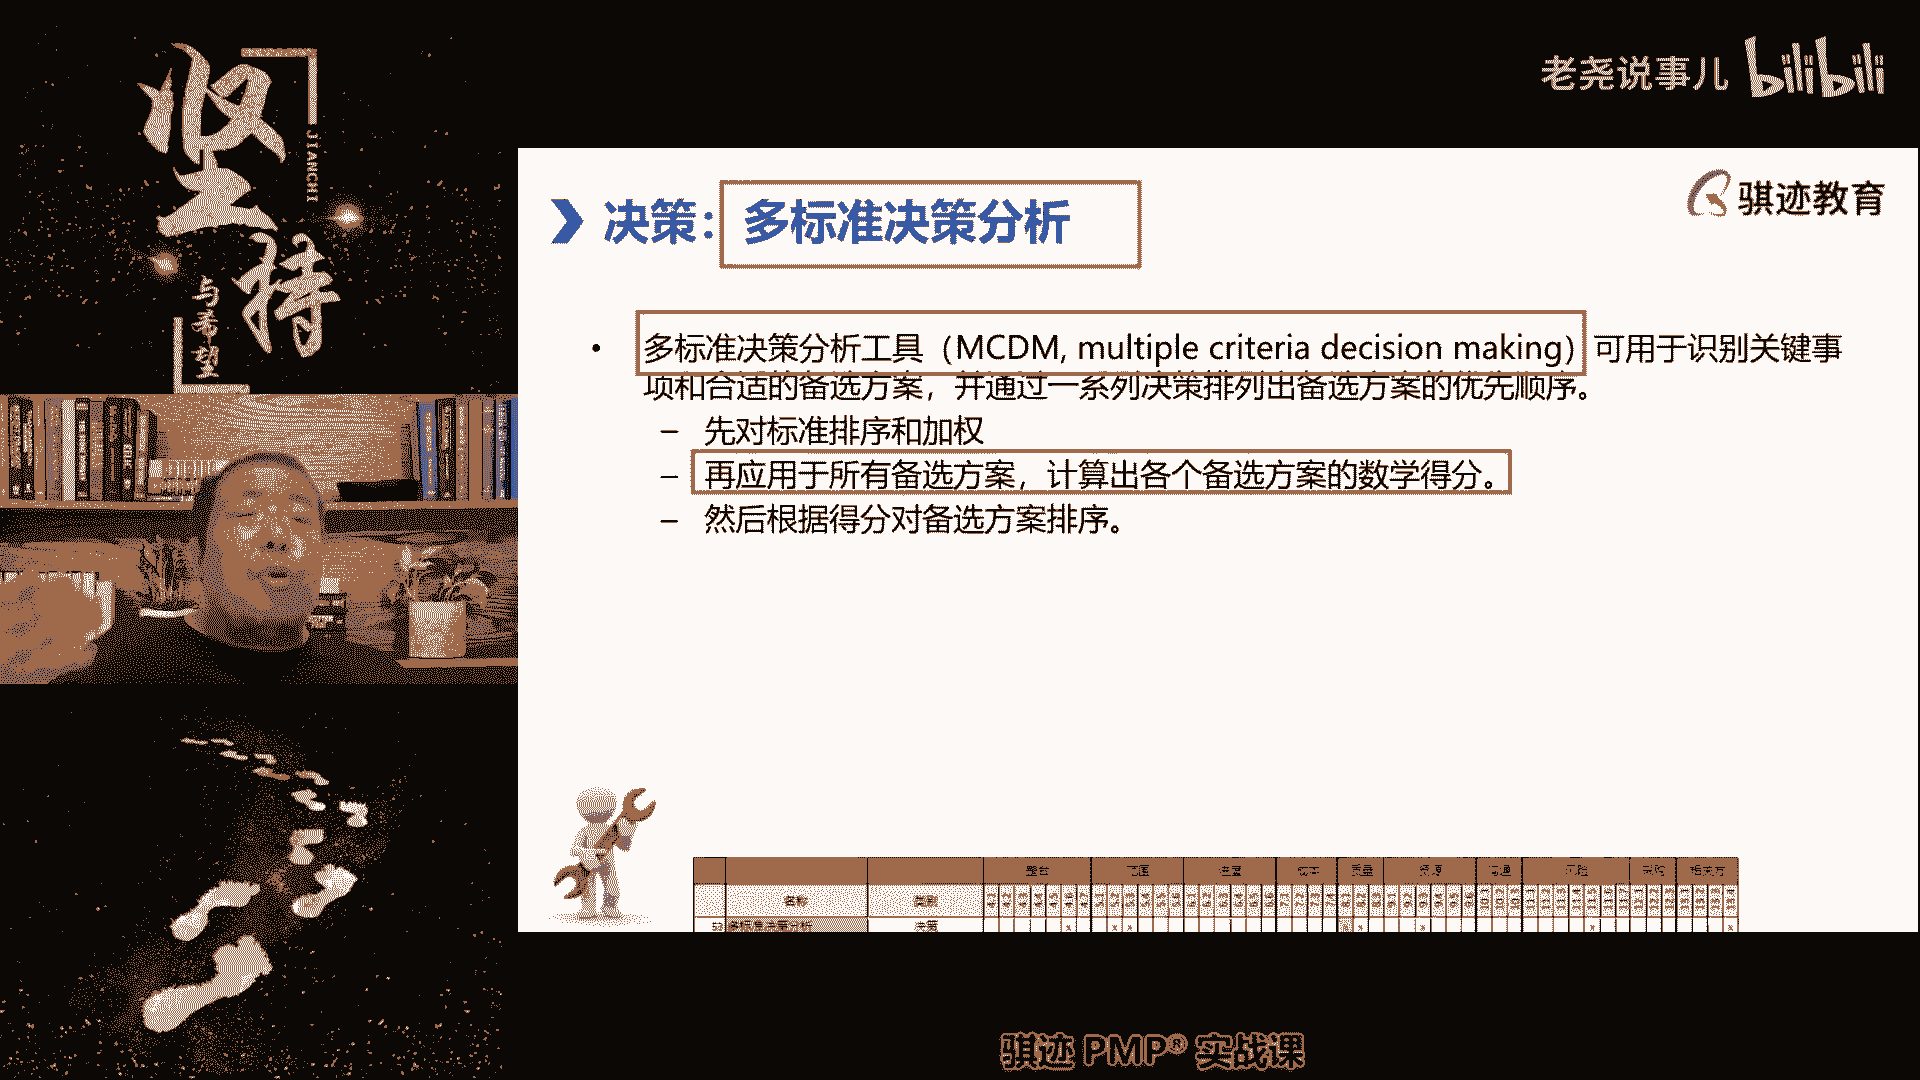 坚持
JIANCHI
与希望
老尧说事儿 bilibili
骐迹教育
决策：多标准决策分析
• 多标准决策分析工具（MCDM, multiple criteria decision making）可用于识别关键事
项和合适的备选方案，并通过一系列决策排列出备选方案的优先顺序。
– 先对标准排序和加权
– 再应用于所有备选方案，计算出各个备选方案的数学得分。
– 然后根据得分对备选方案排序。
整合 范围 进度 成本 质量 资源 沟通 风险 采购 相关方
名称 类别
53 多标准决策分析 决策
骐迹 PMP® 实战课